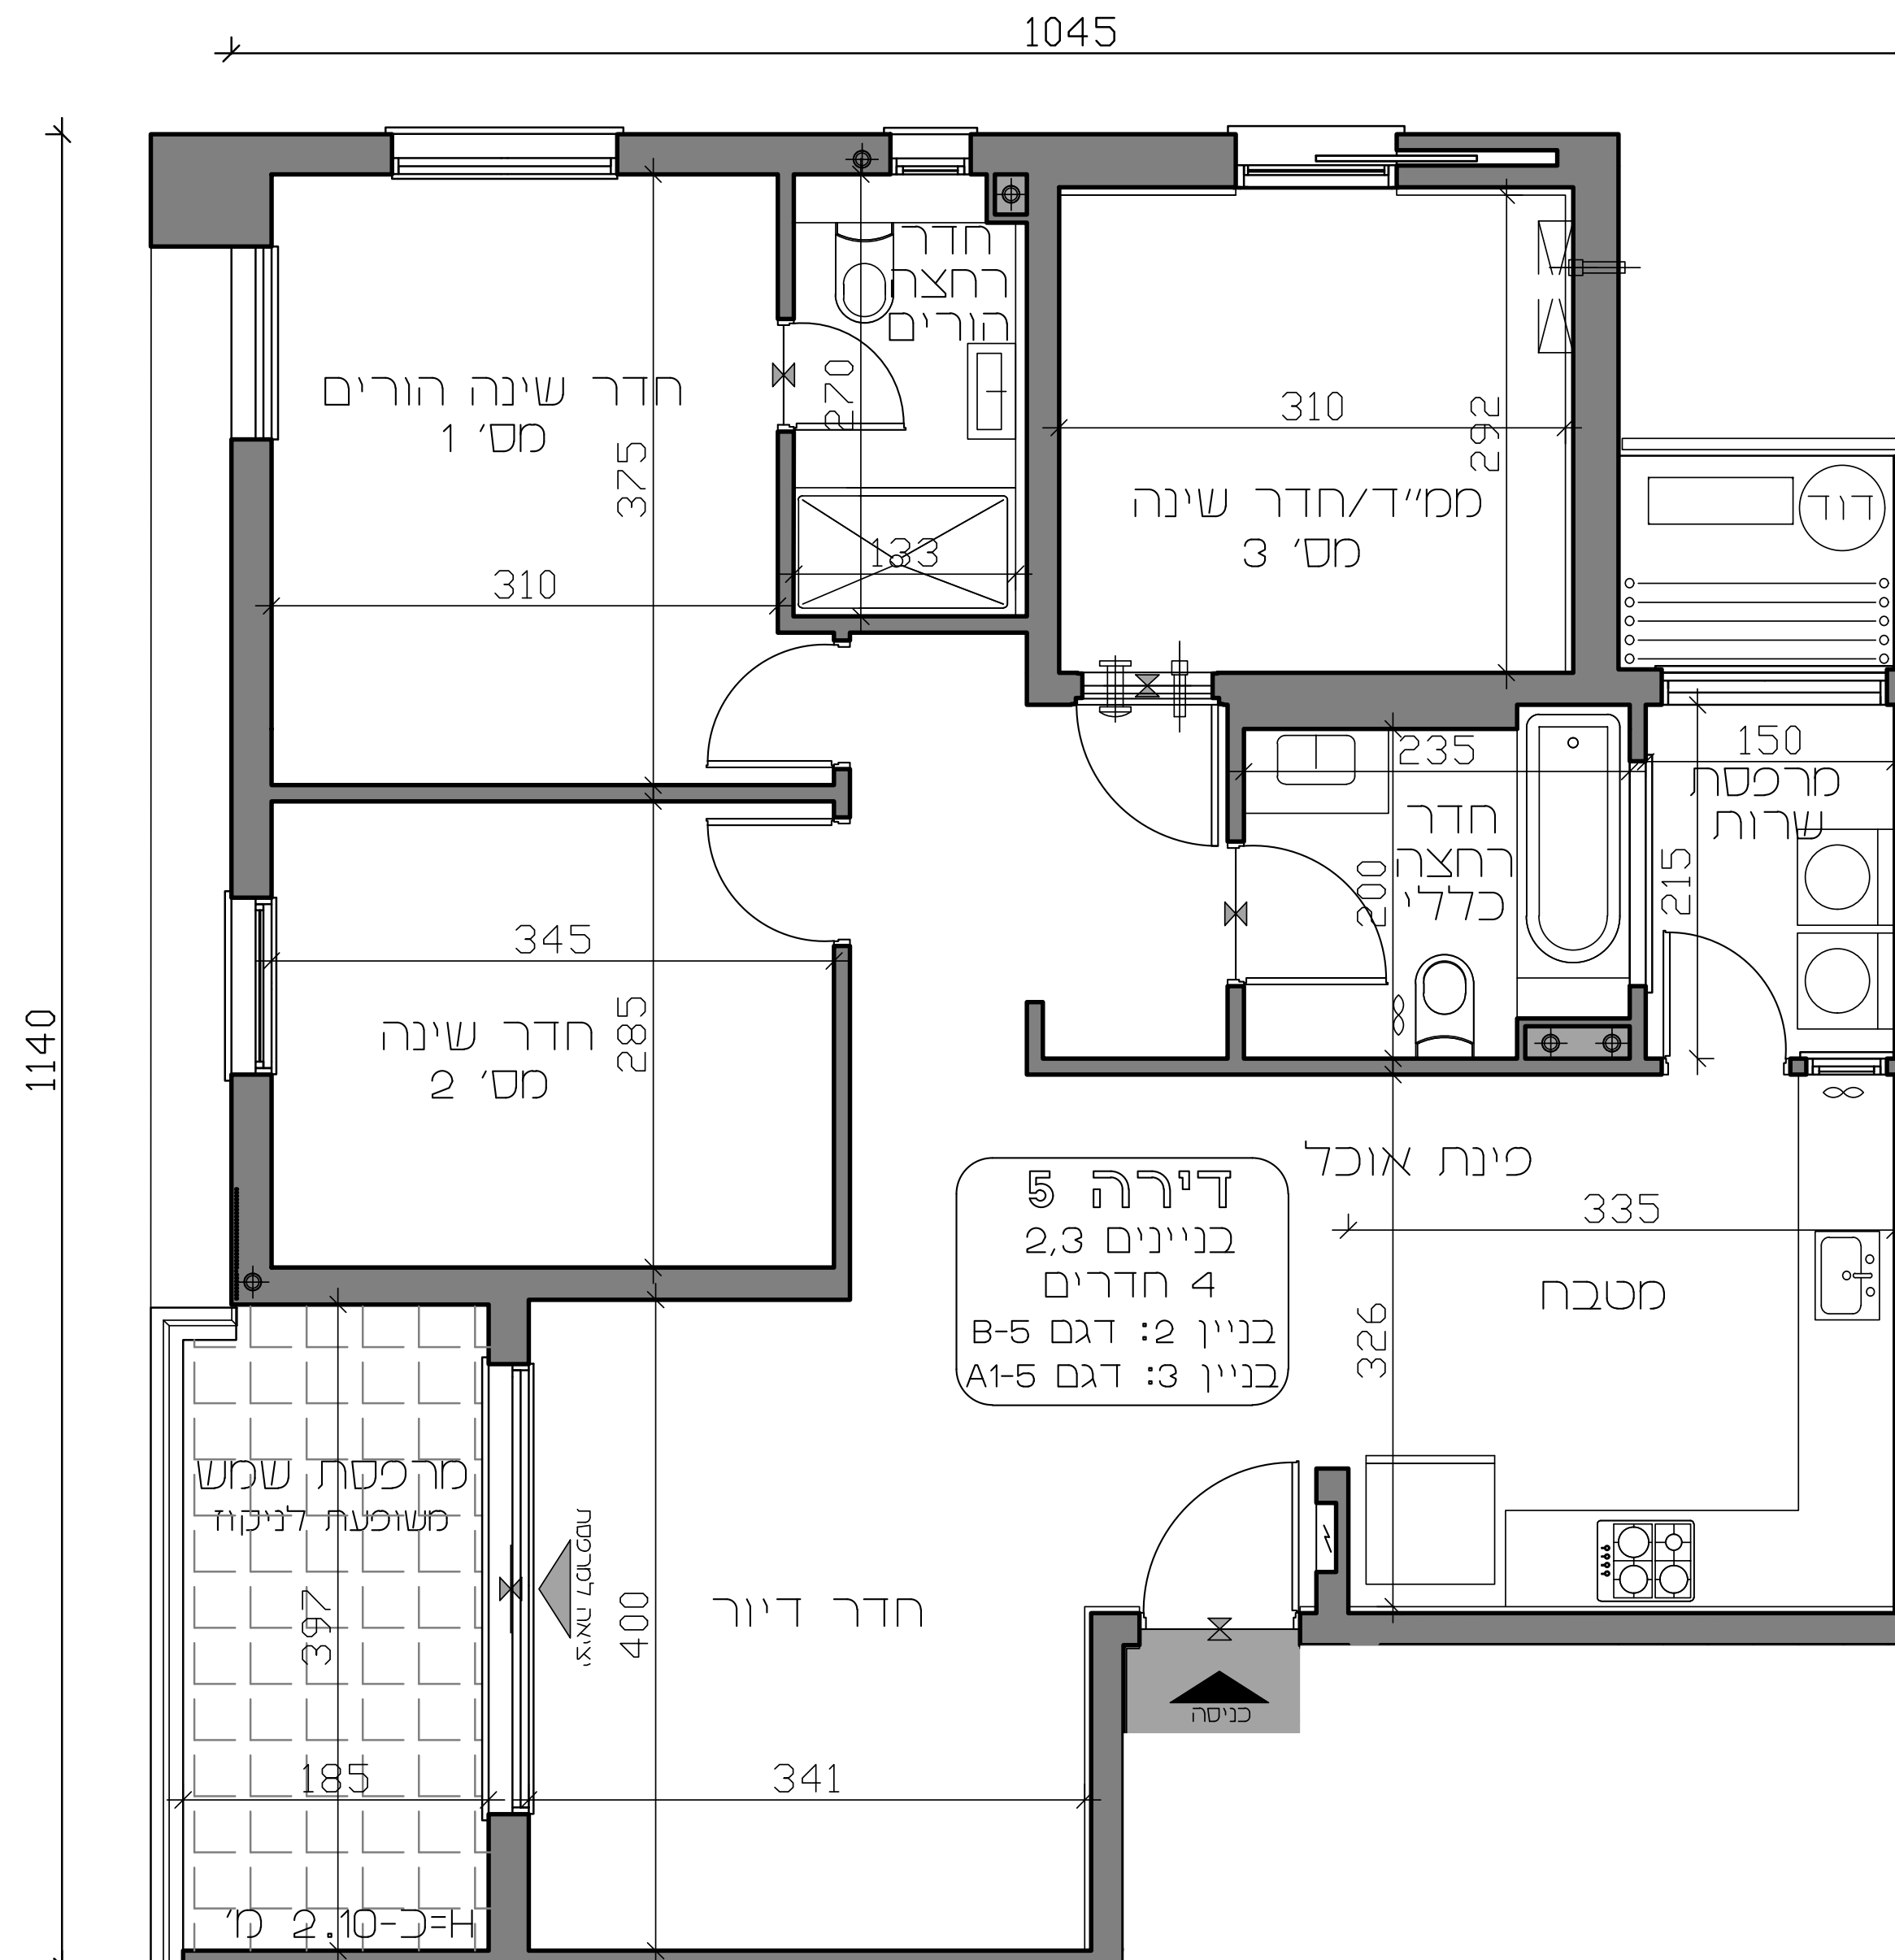 1045
1140
חדר שינה הורים
מס' 1
375
310
חדר
רחצה
הורים
270
133
310
292
ממ״ד/חדר שינה
מס' 3
דוד
150
מרפסת
שרות
215
235
חדר
רחצה
כללי
200
345
285
חדר שינה
מס' 2
דירה 5
בניינים 2,3
4 חדרים
בניין 2: דגם B-5
בניין 3: דגם A1-5
פינת אוכל
335
מטבח
326
מרפסת שמש
משופעת לניקוז
397
185
H=כ-2.10 מ'
400
חדר דיור
341
כניסה